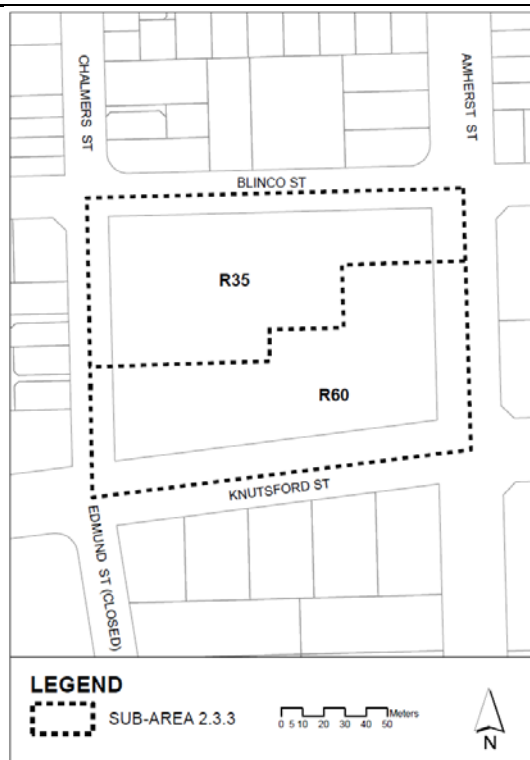 CHALMERS ST
AMHERST ST
BLINCO ST
R35
R60
KNUTSFORD ST
EDMUND ST (CLOSED)
LEGEND
SUB-AREA 2.3.3
Meters
0 5 10 20 30 40 50
N